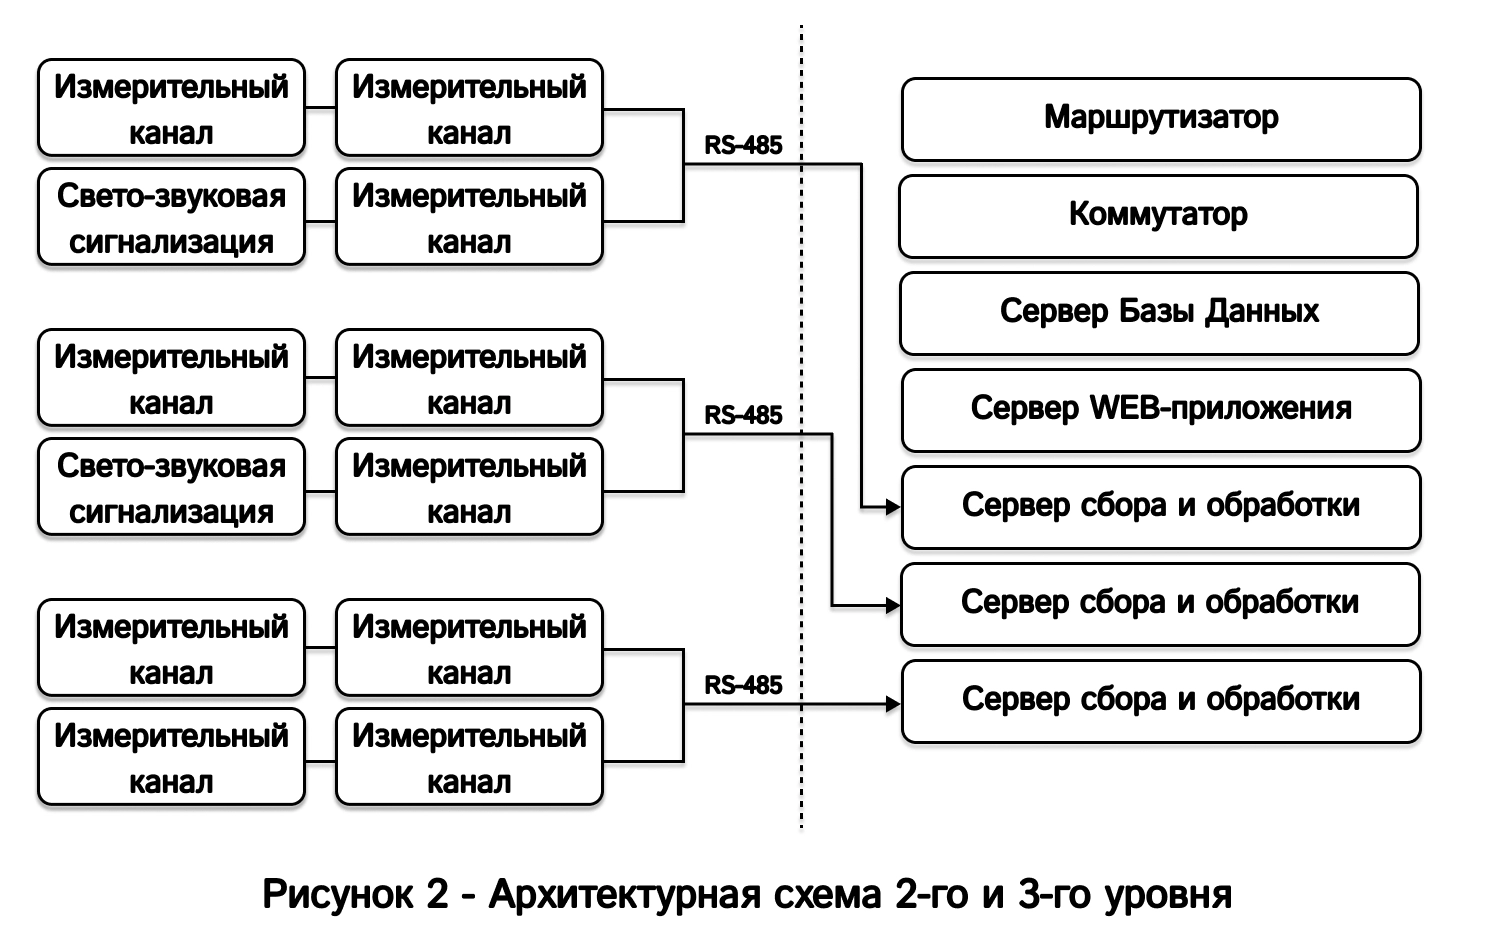 Измерительный
канал
Измерительный
канал
Свето-звуковая
сигнализация
Измерительный
канал
RS-485
Измерительный
канал
Измерительный
канал
Свето-звуковая
сигнализация
Измерительный
канал
RS-485
Измерительный
канал
Измерительный
канал
Измерительный
канал
Измерительный
канал
RS-485
Маршрутизатор
Коммутатор
Сервер Базы Данных
Сервер WEB-приложения
Сервер сбора и обработки
Сервер сбора и обработки
Сервер сбора и обработки
Рисунок 2 - Архитектурная схема 2-го и 3-го уровня